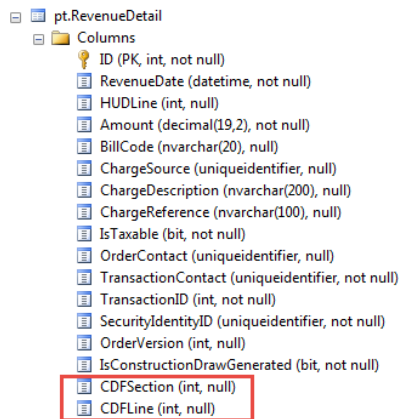 pt.RevenueDetail
Columns
ID (PK, int, not null)
RevenueDate (datetime, not null)
HUDLine (int, null)
Amount (decimal(19,2), not null)
BillCode (nvarchar(20), null)
ChargeSource (uniqueidentifier, null)
ChargeDescription (nvarchar(200), null)
ChargeReference (nvarchar(100), null)
IsTaxable (bit, not null)
OrderContact (uniqueidentifier, null)
TransactionContact (uniqueidentifier, not null)
TransactionID (int, not null)
SecurityIdentityID (uniqueidentifier, not null)
OrderVersion (int, null)
IsConstructionDrawGenerated (bit, not null)
CDFSection (int, null)
CDFLine (int, null)